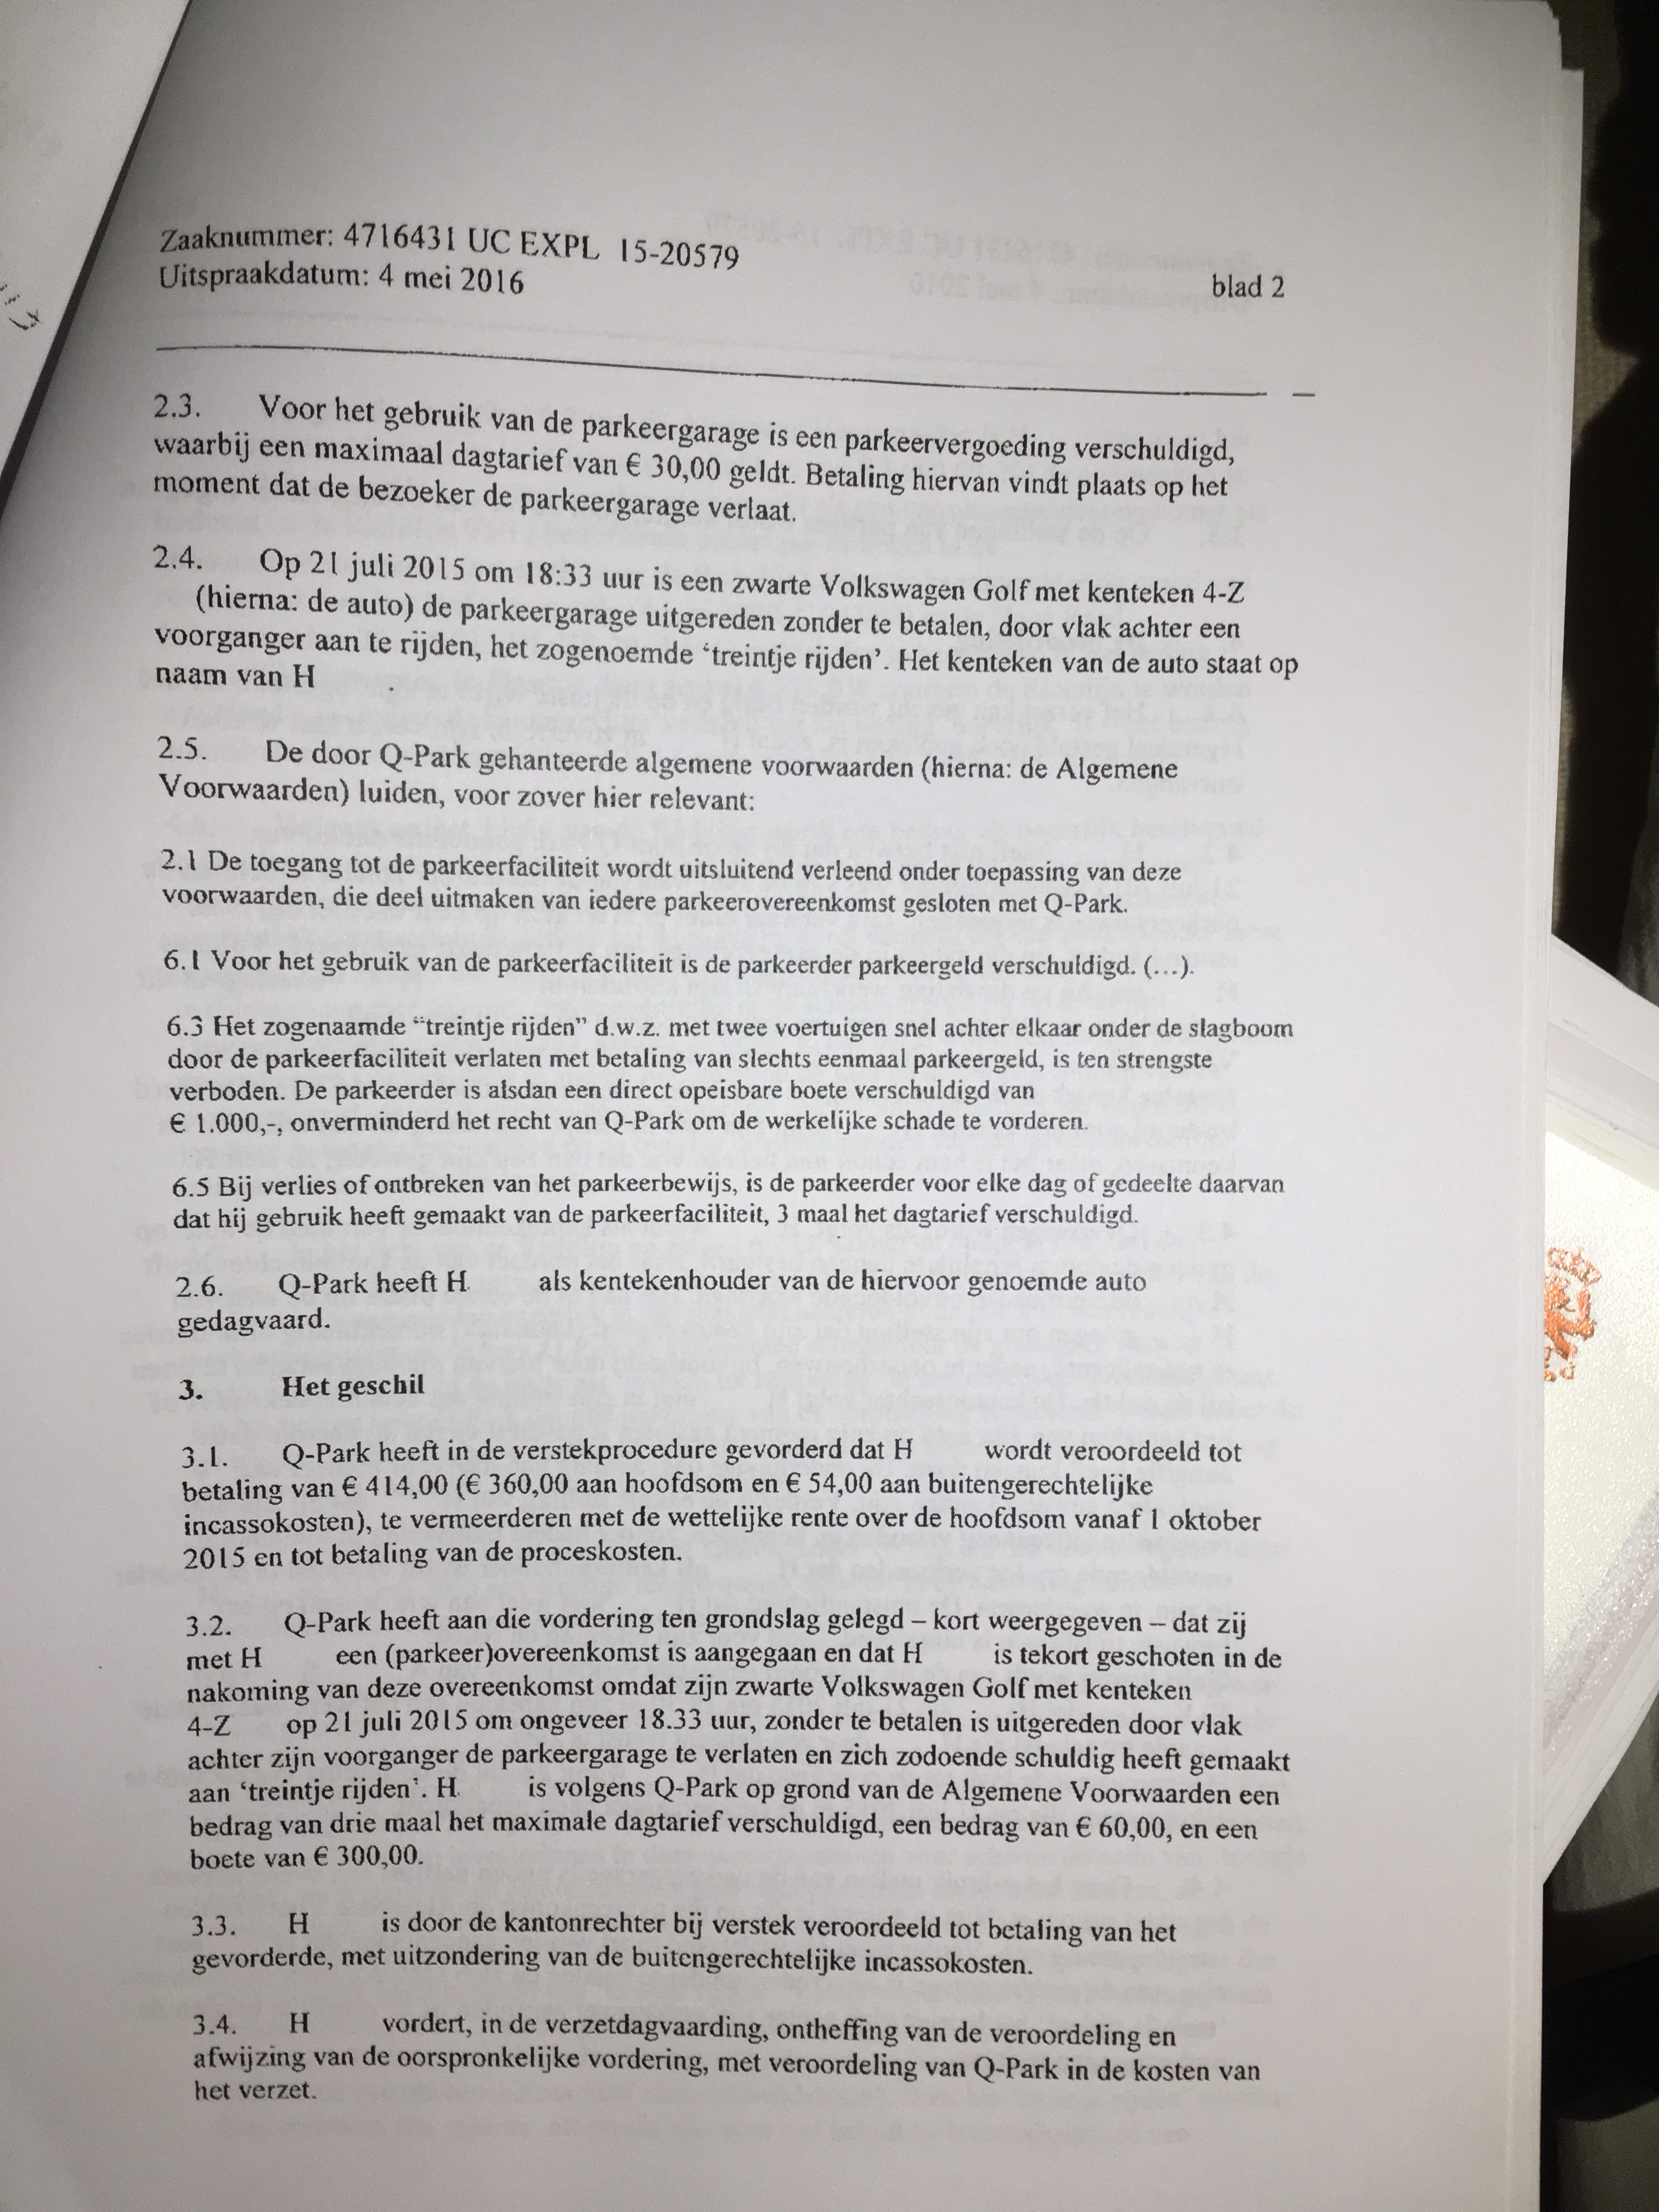 Zaaknummer: 4716431 UC EXPL 15-20579
Uitspraakdatum: 4 mei 2016
blad 2
2.3. Voor het gebruik van de parkeergarage is een parkeervergoeding verschuldigd,
waarbij een maximaal dagtarief van € 30,00 geldt. Betaling hiervan vindt plaats op het
moment dat de bezoeker de parkeergarage verlaat.
2.4. Op 21 juli 2015 om 18:33 uur is een zwarte Volkswagen Golf met kenteken 4-Z
(hierna: de auto) de parkeergarage uitgereden zonder te betalen, door vlak achter een
voorganger aan te rijden, het zogenoemde ‘treintje rijden’. Het kenteken van de auto staat op
naam van H .
2.5. De door Q-Park gehanteerde algemene voorwaarden (hierna: de Algemene
Voorwaarden) luiden, voor zover hier relevant:
2.1 De toegang tot de parkeerfaciliteit wordt uitsluitend verleend onder toepassing van deze
voorwaarden, die deel uitmaken van iedere parkeerovereenkomst gesloten met Q-Park.
6.1 Voor het gebruik van de parkeerfaciliteit is de parkeerder parkeergeld verschuldigd. (...).
6.3 Het zogenaamde “treintje rijden” d.w.z. met twee voertuigen snel achter elkaar onder de slagboom
door de parkeerfaciliteit verlaten met betaling van slechts eenmaal parkeergeld, is ten strengste
verboden. De parkeerder is alsdan een direct opeisbare boete verschuldigd van
€ 1.000,-, onverminderd het recht van Q-Park om de werkelijke schade te vorderen.
6.5 Bij verlies of ontbreken van het parkeerbewijs, is de parkeerder voor elke dag of gedeelte daarvan
dat hij gebruik heeft gemaakt van de parkeerfaciliteit, 3 maal het dagtarief verschuldigd.
2.6. Q-Park heeft H als kentekenhouder van de hiervoor genoemde auto
gedagvaard.
3. Het geschil
3.1. Q-Park heeft in de verstekprocedure gevorderd dat H wordt veroordeeld tot
betaling van € 414,00 (€ 360,00 aan hoofdsom en € 54,00 aan buitengerechtelijke
incassokosten), te vermeerderen met de wettelijke rente over de hoofdsom vanaf 1 oktober
2015 en tot betaling van de proceskosten.
3.2. Q-Park heeft aan die vordering ten grondslag gelegd – kort weergegeven – dat zij
met H een (parkeer)overeenkomst is aangegaan en dat H is tekort geschoten in de
nakoming van deze overeenkomst omdat zijn zwarte Volkswagen Golf met kenteken
4-Z op 21 juli 2015 om ongeveer 18.33 uur, zonder te betalen is uitgereden door vlak
achter zijn voorganger de parkeergarage te verlaten en zich zodoende schuldig heeft gemaakt
aan ‘treintje rijden’. H is volgens Q-Park op grond van de Algemene Voorwaarden een
bedrag van drie maal het maximale dagtarief verschuldigd, een bedrag van € 60,00, en een
boete van € 300,00.
3.3. H is door de kantonrechter bij verstek veroordeeld tot betaling van het
gevorderde, met uitzondering van de buitengerechtelijke incassokosten.
3.4. H vordert, in de verzetdagvaarding, ontheffing van de veroordeling en
afwijzing van de oorspronkelijke vordering, met veroordeling van Q-Park in de kosten van
het verzet.